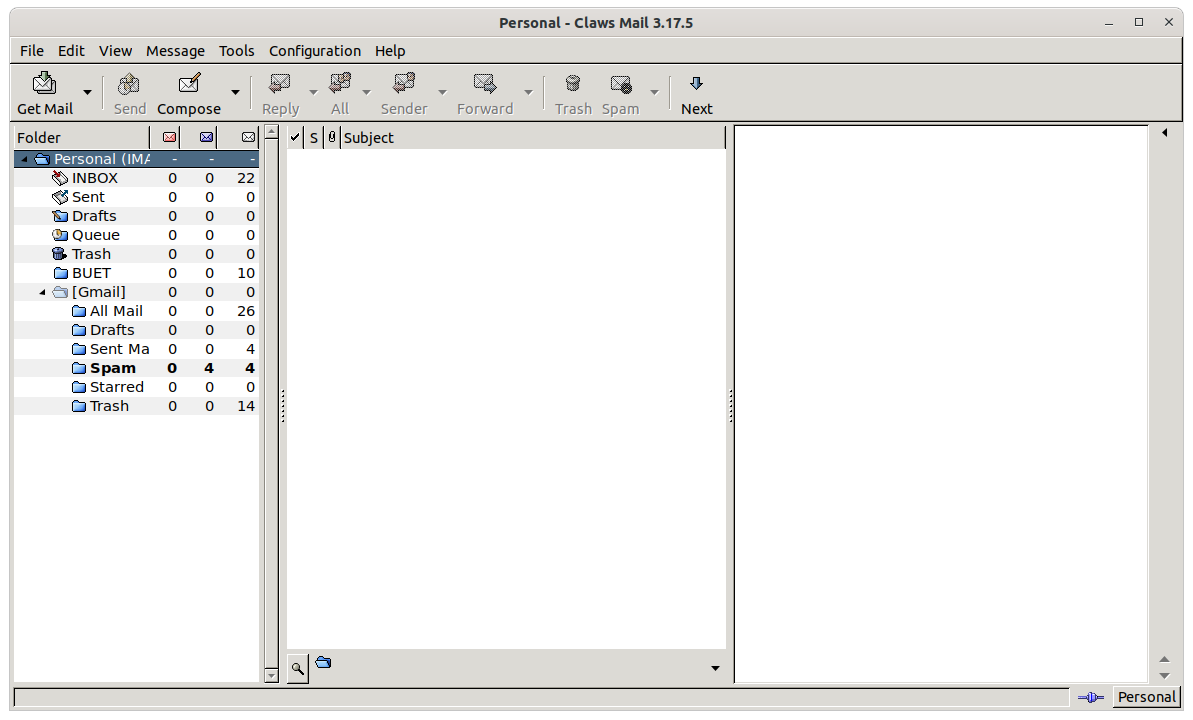 Personal - Claws Mail 3.17.5
File Edit View Message Tools Configuration Help
Get Mail Send Compose Reply All Sender Forward Trash Spam Next
Folder S Subject
Personal (IMA - - -
INBOX 0 0 22
Sent 0 0 0
Drafts 0 0 0
Queue 0 0 0
Trash 0 0 0
BUET 0 0 10
[Gmail] 0 0 0
All Mail 0 0 26
Drafts 0 0 0
Sent Ma 0 0 4
Spam 0 4 4
Starred 0 0 0
Trash 0 0 14
Personal